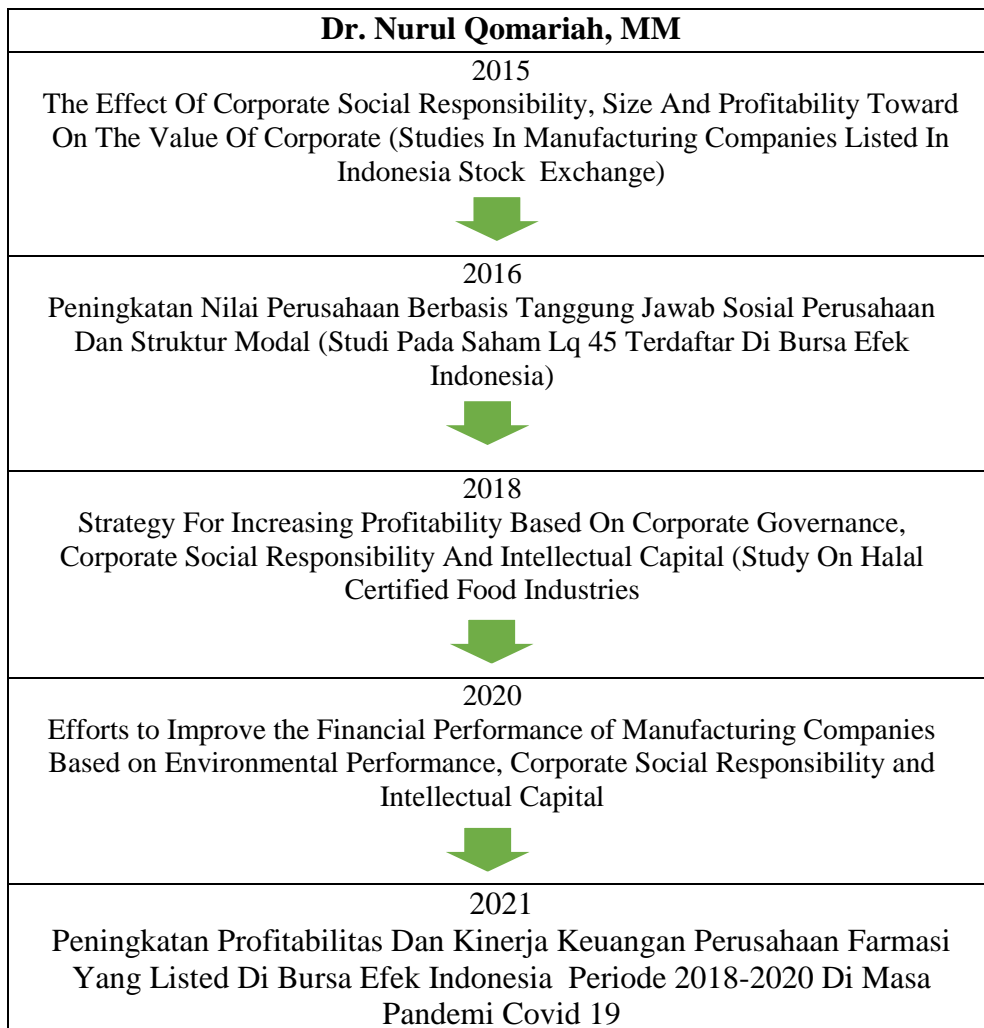 Dr. Nurul Qomariah, MM
2015
The Effect Of Corporate Social Responsibility, Size And Profitability Toward
On The Value Of Corporate (Studies In Manufacturing Companies Listed In
Indonesia Stock Exchange)
2016
Peningkatan Nilai Perusahaan Berbasis Tanggung Jawab Sosial Perusahaan
Dan Struktur Modal (Studi Pada Saham Lq 45 Terdaftar Di Bursa Efek
Indonesia)
2018
Strategy For Increasing Profitability Based On Corporate Governance,
Corporate Social Responsibility And Intellectual Capital (Study On Halal
Certified Food Industries
2020
Efforts to Improve the Financial Performance of Manufacturing Companies
Based on Environmental Performance, Corporate Social Responsibility and
Intellectual Capital
2021
Peningkatan Profitabilitas Dan Kinerja Keuangan Perusahaan Farmasi
Yang Listed Di Bursa Efek Indonesia Periode 2018-2020 Di Masa
Pandemi Covid 19